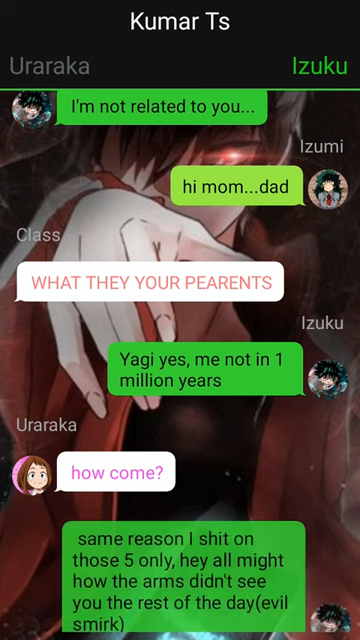 Kumar Ts
Uraraka
Izuku
I'm not related to you...
Izumi
hi mom...dad
Class
WHAT THEY YOUR PEARENTS
Izuku
Yagi yes, me not in 1
million years
Uraraka
how come?
same reason I shit on
those 5 only, hey all might
how the arms didn't see
you the rest of the day(evil
smirk)